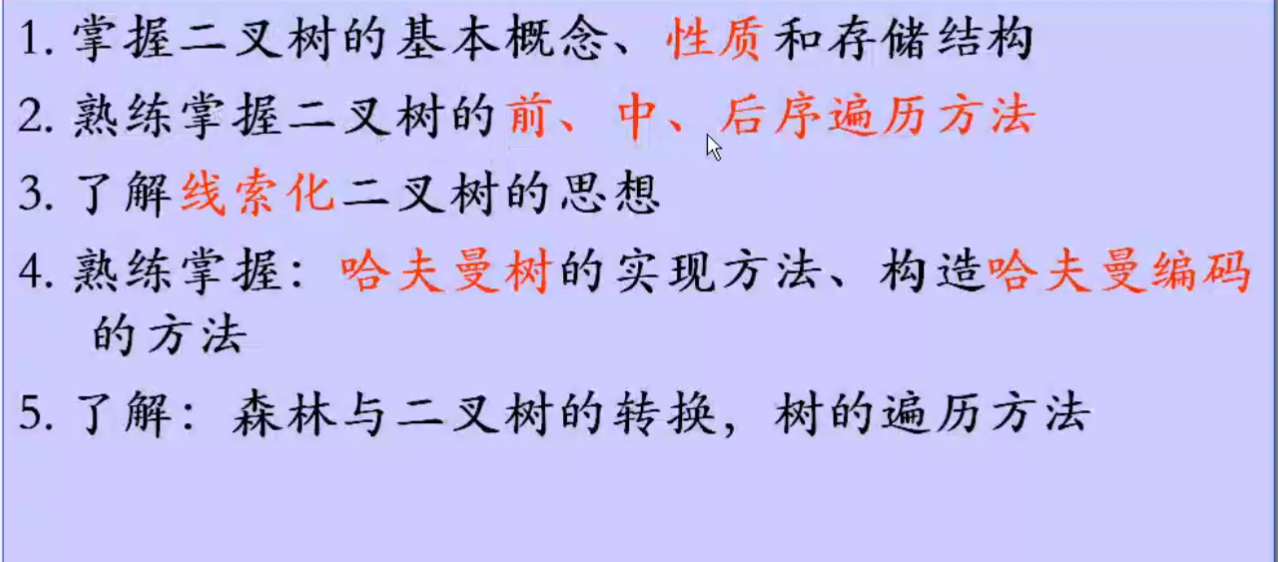 1. 掌握二叉树的基本概念、性质和存储结构
2. 熟练掌握二叉树的前、中、后序遍历方法
3. 了解线索化二叉树的思想
4. 熟练掌握：哈夫曼树的实现方法、构造哈夫曼编码
的方法
5. 了解：森林与二叉树的转换，树的遍历方法